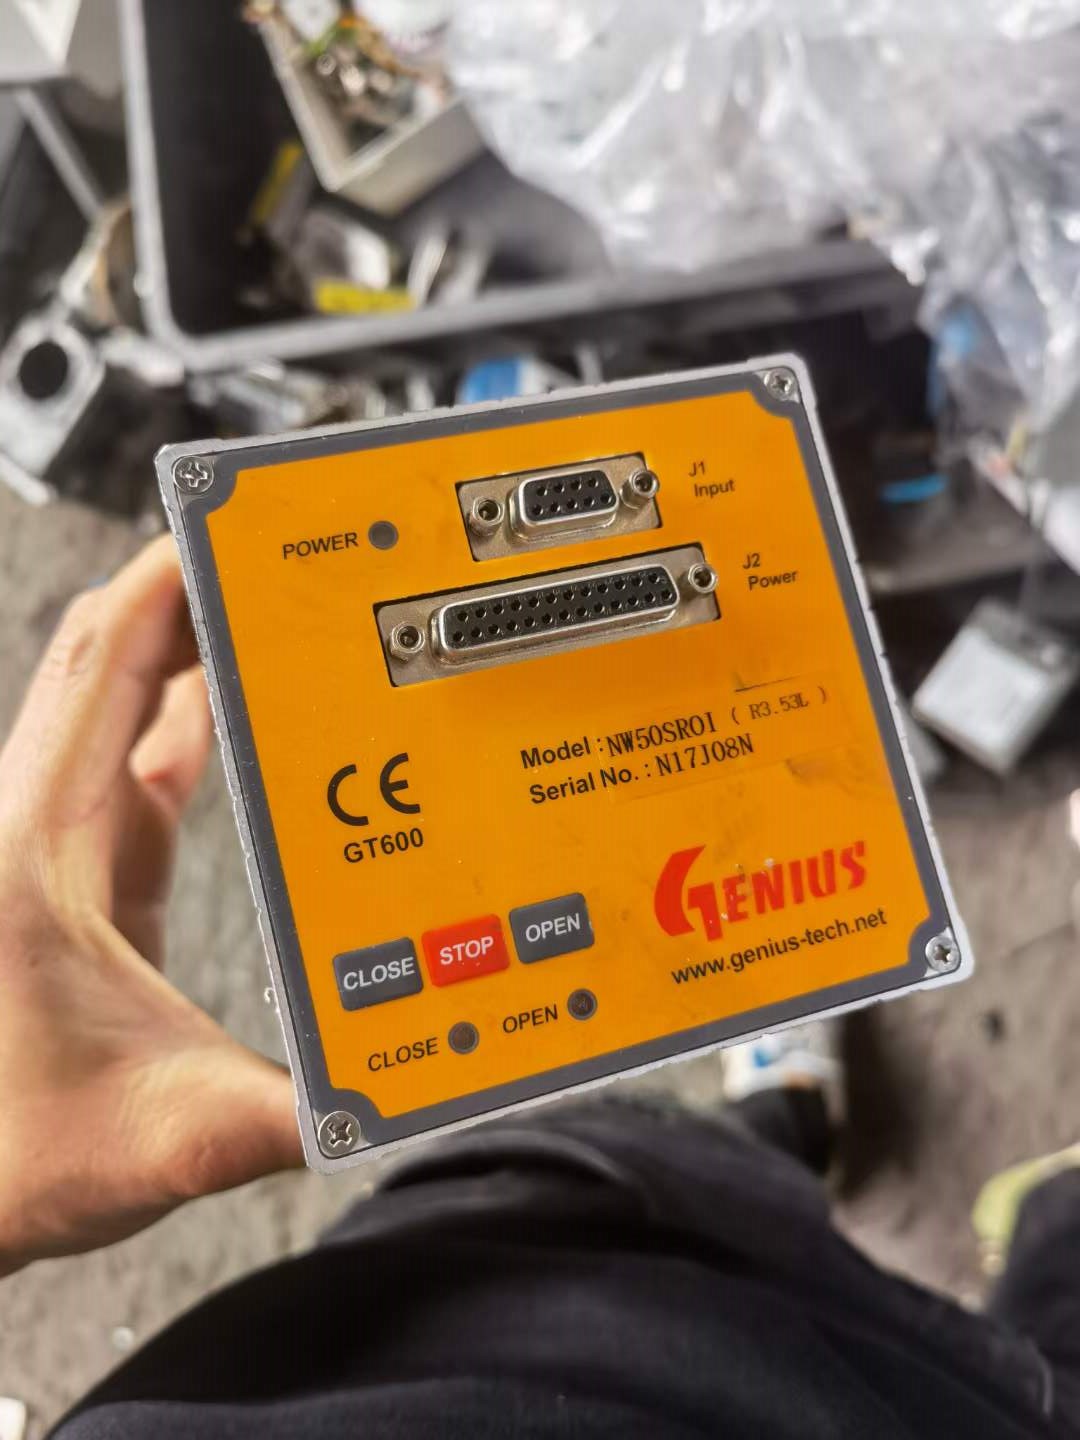 J1
Input
POWER
J2
Power
Model : NW50SROI ( R3.53L )
Serial No. : N17J08N
CE
GT600
GENIUS
www.genius-tech.net
CLOSE STOP OPEN
CLOSE OPEN